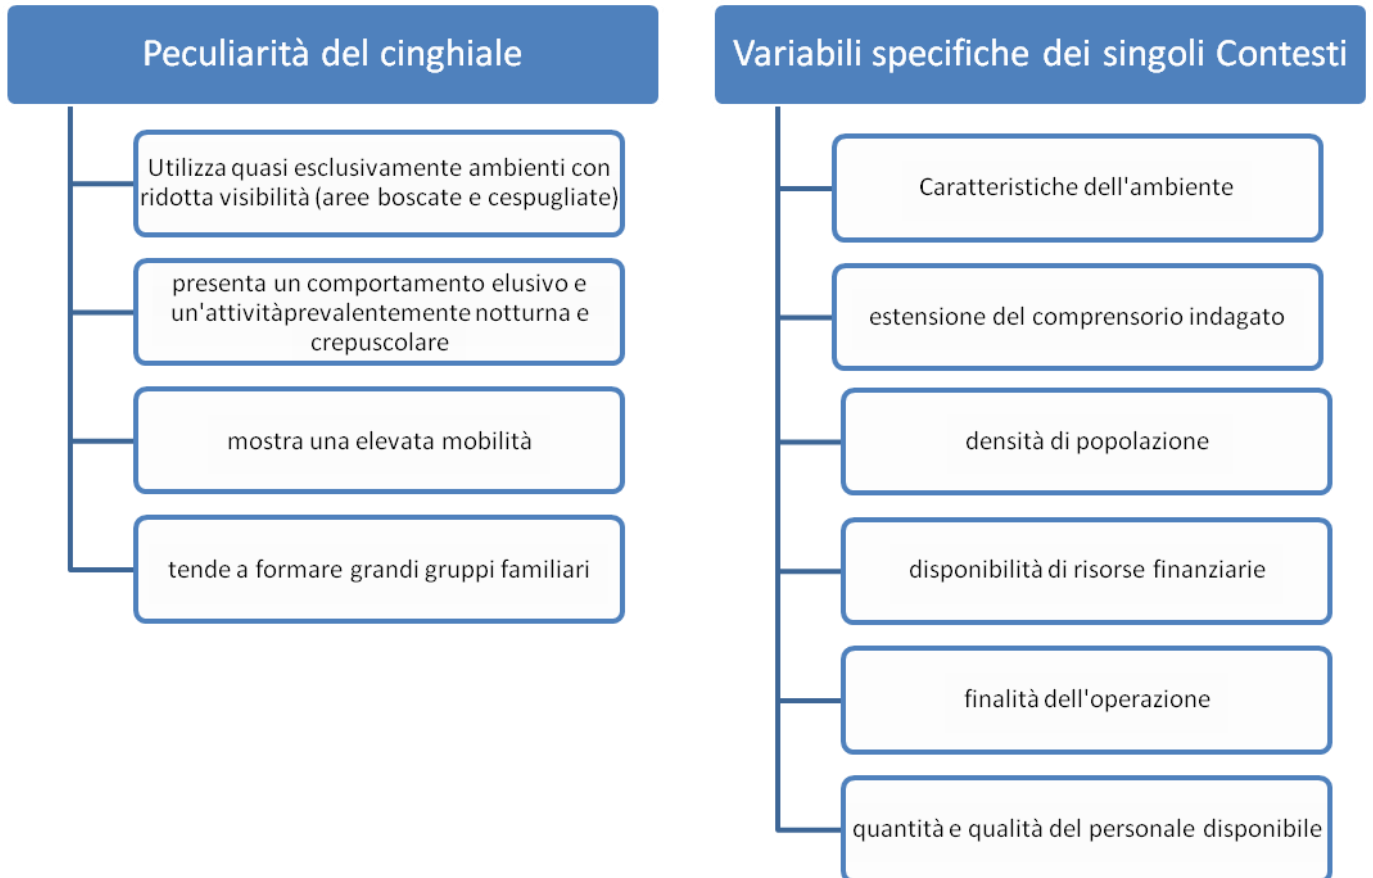 Peculiarità del cinghiale
Utilizza quasi esclusivamente ambienti con
ridotta visibilità (aree boscate e cespugliate)
presenta un comportamento elusivo e
un'attivitàprevalentemente notturna e
crepuscolare
mostra una elevata mobilità
tende a formare grandi gruppi familiari
Variabili specifiche dei singoli Contesti
Caratteristiche dell'ambiente
estensione del comprensorio indagato
densità di popolazione
disponibilità di risorse finanziarie
finalità dell'operazione
quantità e qualità del personale disponibile